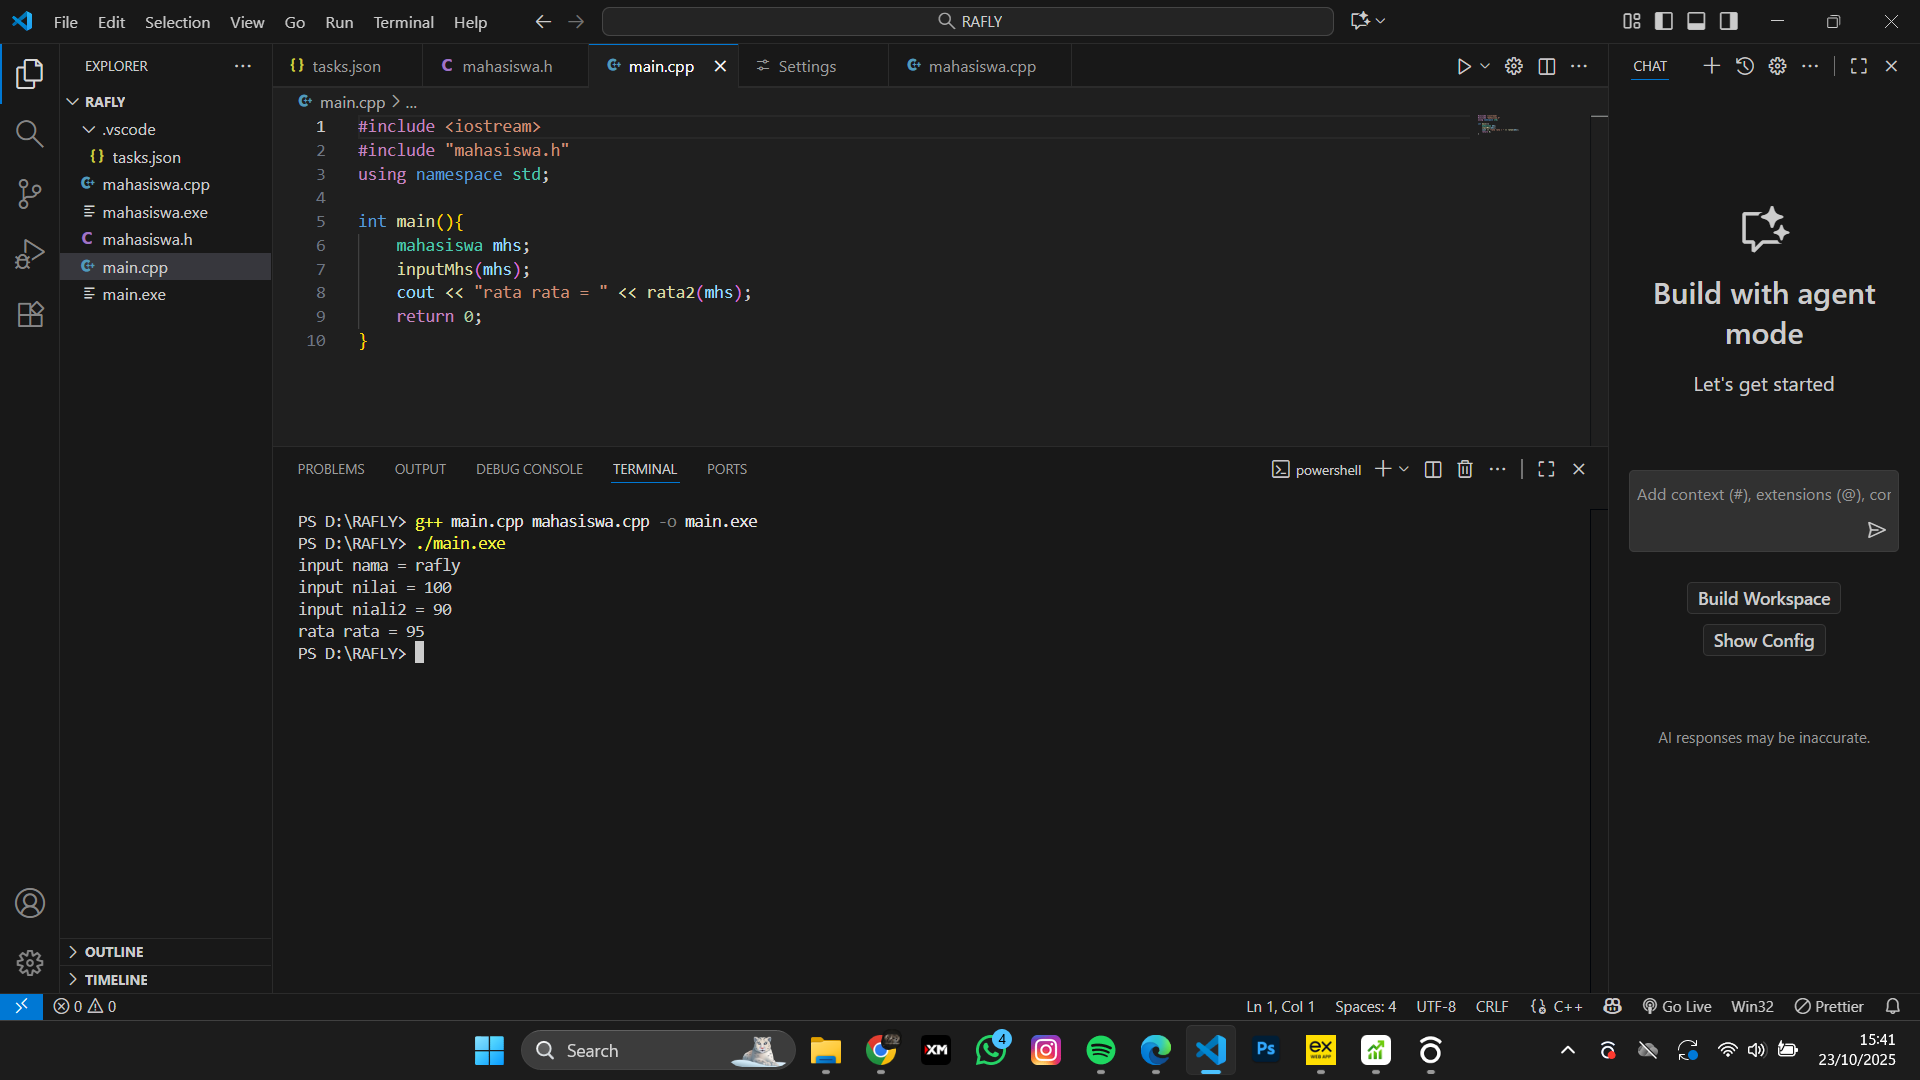 File Edit Selection View Go Run Terminal Help
RAFLY
EXPLORER
RAFLY
.vscode
tasks.json
mahasiswa.cpp
mahasiswa.exe
mahasiswa.h
main.cpp
main.exe
OUTLINE
TIMELINE
tasks.json mahasiswa.h main.cpp Settings mahasiswa.cpp
main.cpp > ...
1 #include <iostream>
2 #include "mahasiswa.h"
3 using namespace std;
4
5 int main(){
6 mahasiswa mhs;
7 inputMhs(mhs);
8 cout << "rata rata = " << rata2(mhs);
9 return 0;
10 }
PROBLEMS OUTPUT DEBUG CONSOLE TERMINAL PORTS
powershell
PS D:\RAFLY> g++ main.cpp mahasiswa.cpp -o main.exe
PS D:\RAFLY> ./main.exe
input nama = rafly
input nilai = 100
input niali2 = 90
rata rata = 95
PS D:\RAFLY>
CHAT
Build with agent
mode
Let's get started
Add context (#), extensions (@), cor
Build Workspace
Show Config
AI responses may be inaccurate.
0 0
Ln 1, Col 1 Spaces: 4 UTF-8 CRLF {} C++ Go Live Win32 Prettier
Search
XM
4
Ps
ex
WEB APP
15:41
23/10/2025